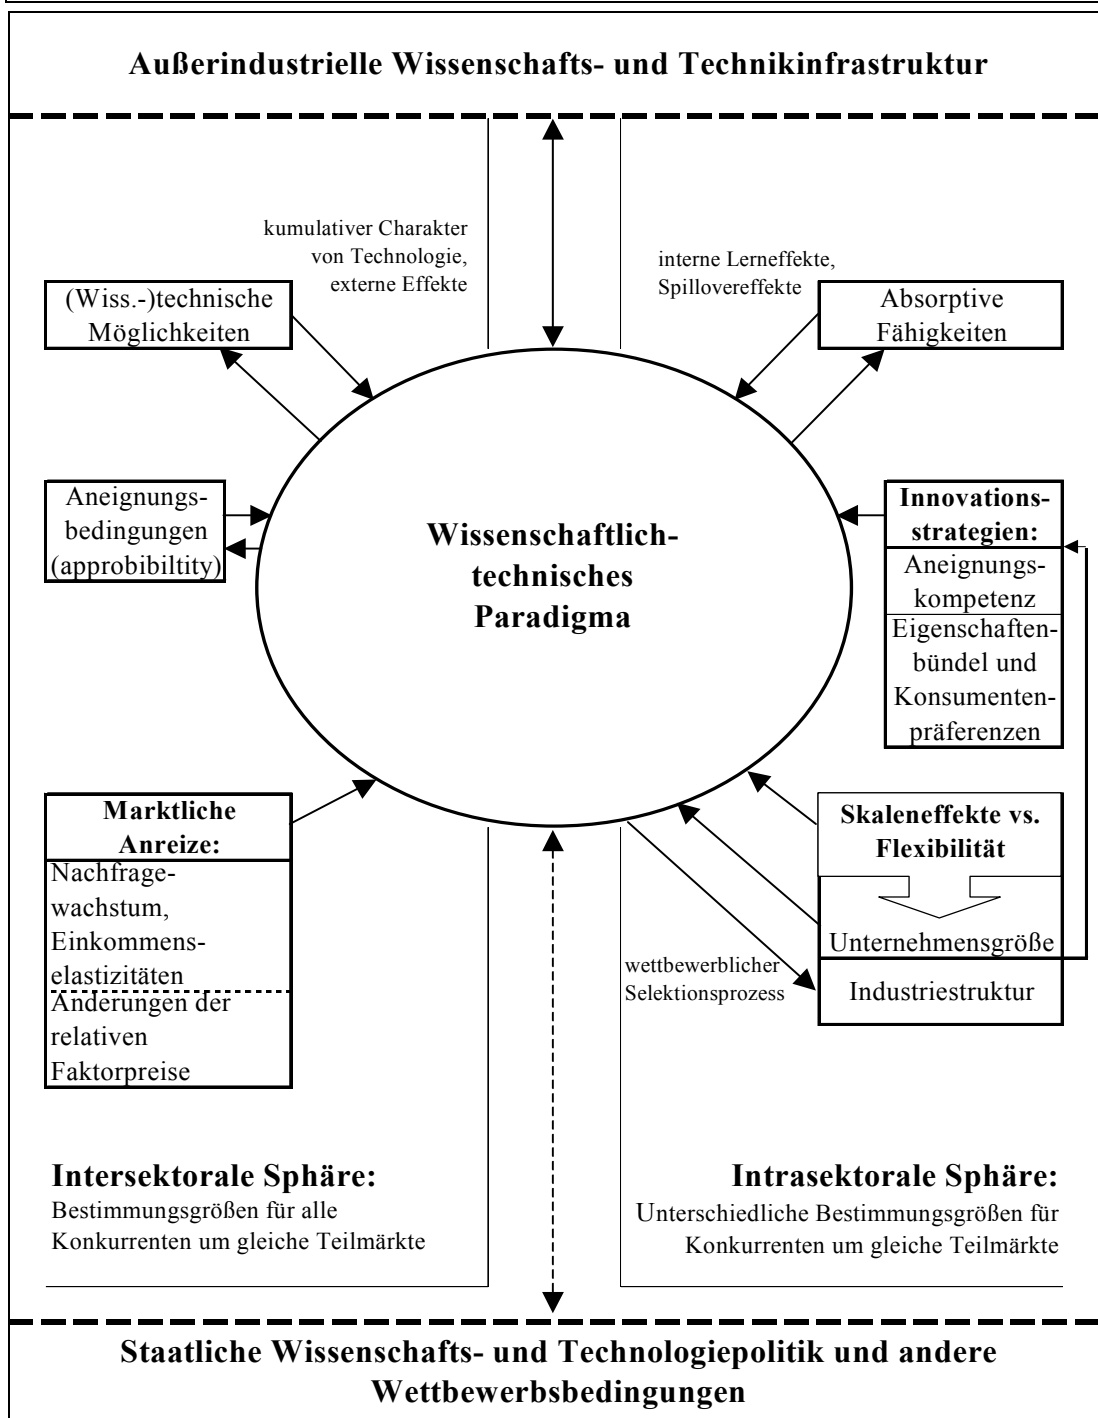 Außerindustrielle Wissenschafts- und Technikinfrastruktur
kumulativer Charakter
von Technologie,
externe Effekte
interne Lerneffekte,
Spillovereffekte
(Wiss.-)technische
Möglichkeiten
Absorptive
Fähigkeiten
Aneignungs-
bedingungen
(approbibiltity)
Wissenschaftlich-
technisches
Paradigma
Innovations-
strategien:
Aneignungs-
kompetenz
Eigenschaften-
bündel und
Konsumenten-
präferenzen
Marktliche
Anreize:
Nachfrage-
wachstum,
Einkommens-
elastizitäten
Änderungen der
relativen
Faktorpreise
Skaleneffekte vs.
Flexibilität
Unternehmensgröße
Industriestruktur
wettbewerblicher
Selektionsprozess
Intersektorale Sphäre:
Bestimmungsgrößen für alle
Konkurrenten um gleiche Teilmärkte
Intrasektorale Sphäre:
Unterschiedliche Bestimmungsgrößen für
Konkurrenten um gleiche Teilmärkte
Staatliche Wissenschafts- und Technologiepolitik und andere
Wettbewerbsbedingungen